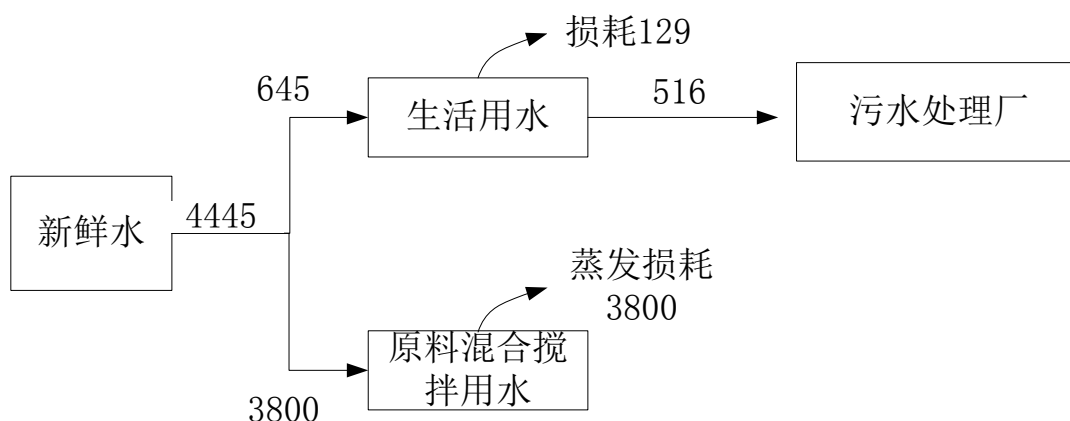 损耗129
645
生活用水
516
污水处理厂
新鲜水
4445
蒸发损耗
3800
原料混合搅
拌用水
3800